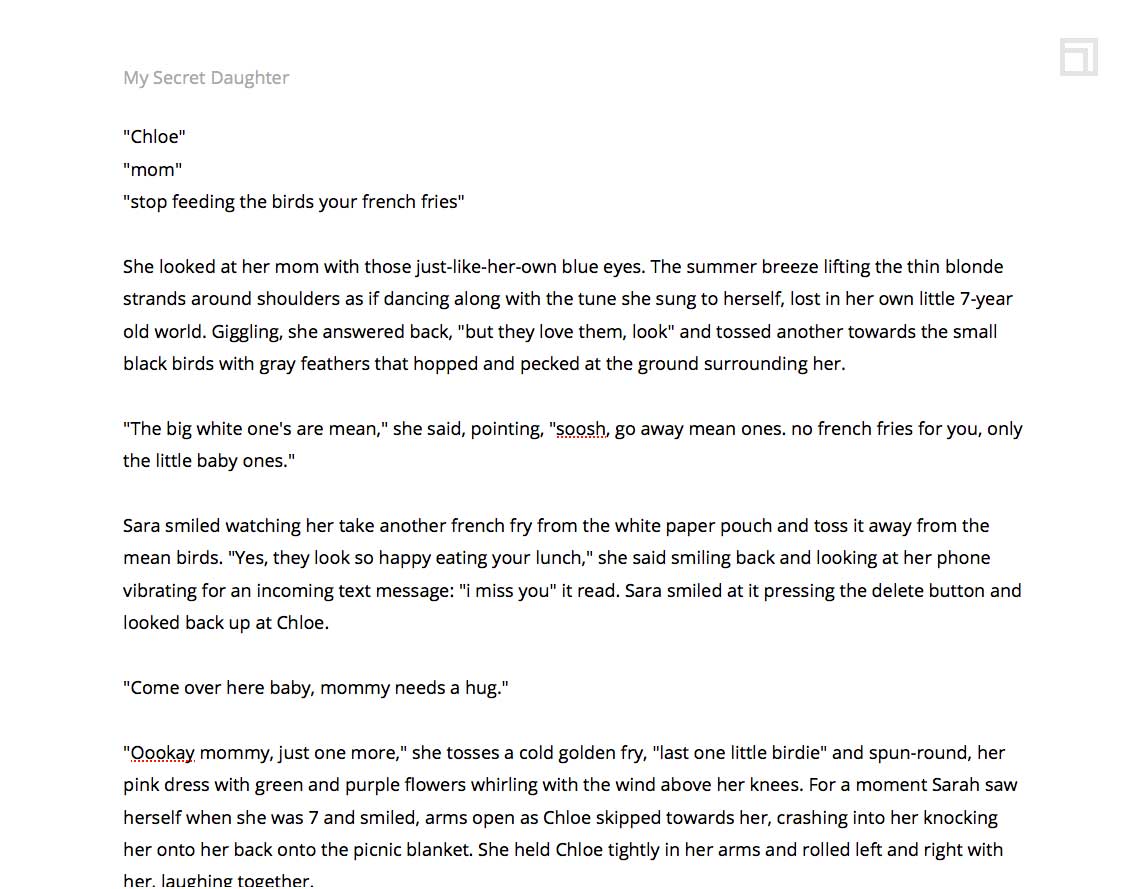 My Secret Daughter
"Chloe"
"mom"
"stop feeding the birds your french fries"
She looked at her mom with those just-like-her-own blue eyes. The summer breeze lifting the thin blonde
strands around shoulders as if dancing along with the tune she sung to herself, lost in her own little 7-year
old world. Giggling, she answered back, "but they love them, look" and tossed another towards the small
black birds with gray feathers that hopped and pecked at the ground surrounding her.
"The big white one's are mean," she said, pointing, "soosh, go away mean ones. no french fries for you, only
the little baby ones."
Sara smiled watching her take another french fry from the white paper pouch and toss it away from the
mean birds. "Yes, they look so happy eating your lunch," she said smiling back and looking at her phone
vibrating for an incoming text message: "i miss you" it read. Sara smiled at it pressing the delete button and
looked back up at Chloe.
"Come over here baby, mommy needs a hug."
"Oookay mommy, just one more," she tosses a cold golden fry, "last one little birdie" and spun-round, her
pink dress with green and purple flowers whirling with the wind above her knees. For a moment Sarah saw
herself when she was 7 and smiled, arms open as Chloe skipped towards her, crashing into her knocking
her onto her back onto the picnic blanket. She held Chloe tightly in her arms and rolled left and right with
her, laughing together.